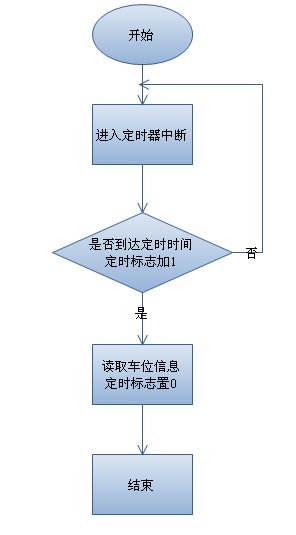 开始
进入定时器中断
是否到达定时时间
定时标志加1
否
是
读取车位信息
定时标志置0
结束